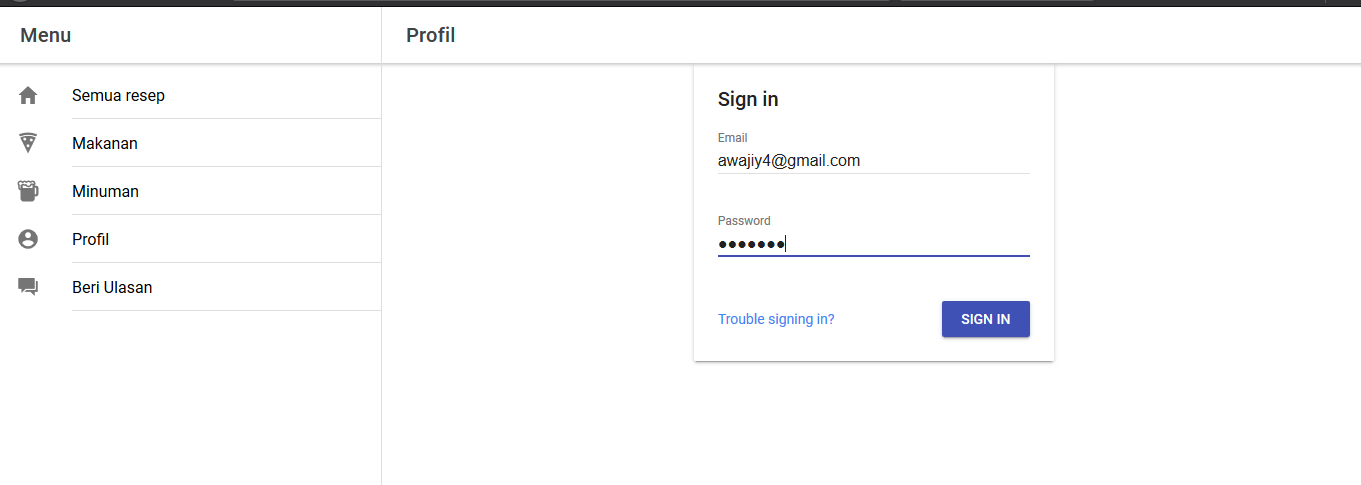 Menu
Profil
Semua resep
Makanan
Minuman
Profil
Beri Ulasan
Sign in
Email
awajiy4@gmail.com
Password
•••••••
Trouble signing in?
SIGN IN